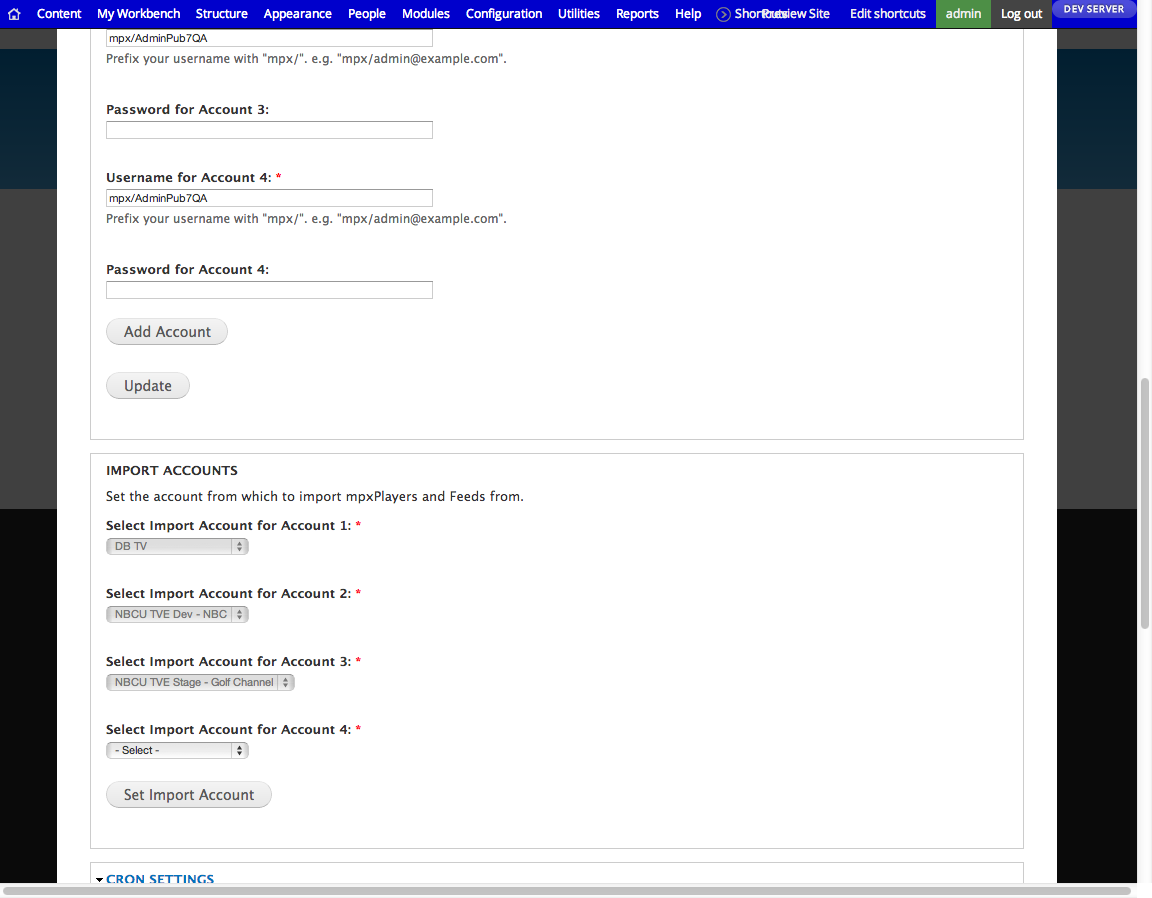 Content My Workbench Structure Appearance People Modules Configuration Utilities Reports Help Shortcuts Preview Site Edit shortcuts admin Log out DEV SERVER
mpx/AdminPub7QA
Prefix your username with "mpx/". e.g. "mpx/admin@example.com".
Password for Account 3:
Username for Account 4: *
mpx/AdminPub7QA
Prefix your username with "mpx/". e.g. "mpx/admin@example.com".
Password for Account 4:
Add Account
Update
IMPORT ACCOUNTS
Set the account from which to import mpxPlayers and Feeds from.
Select Import Account for Account 1: *
DB TV
Select Import Account for Account 2: *
NBCU TVE Dev - NBC
Select Import Account for Account 3: *
NBCU TVE Stage - Golf Channel
Select Import Account for Account 4: *
- Select -
Set Import Account
CRON SETTINGS